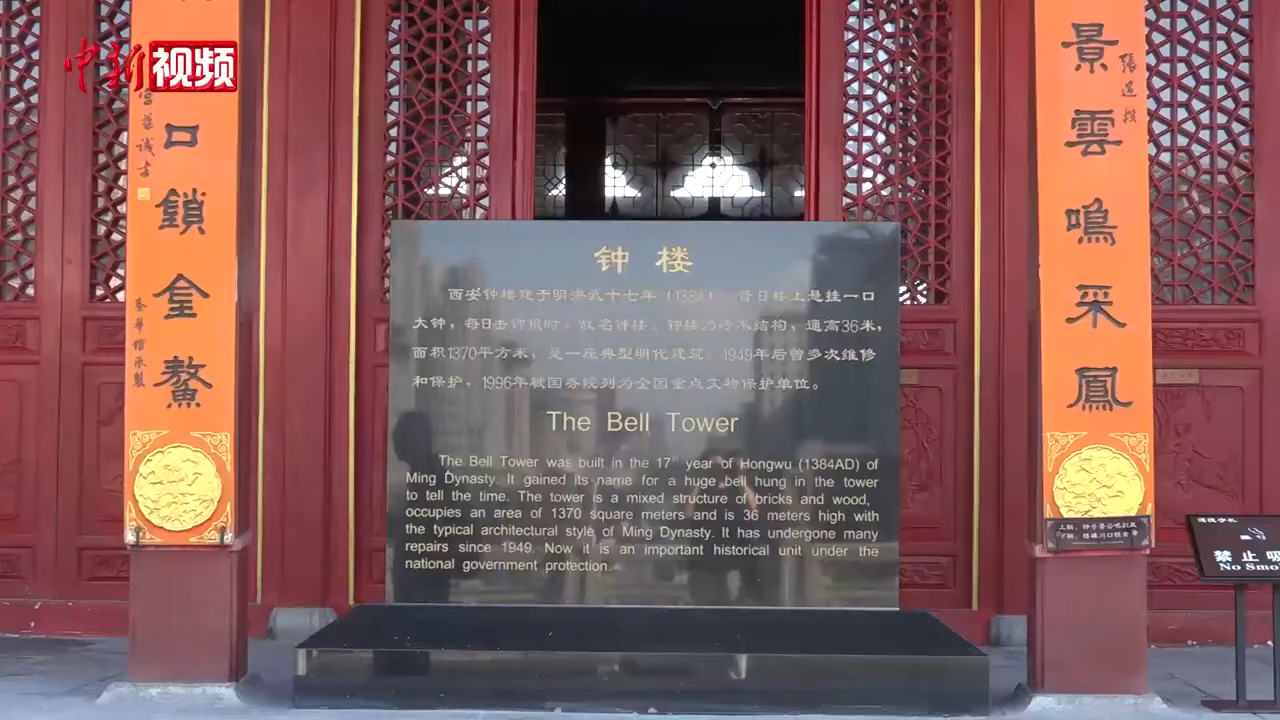 中新视频
景雲鳴采鳳
口鎖金鳌
钟楼
西安钟楼建于明洪武十七年(1384),昔日楼上悬挂一口
大钟,每日击钟报时,故名钟楼。钟楼为砖木结构,通高36米,
面积1370平方米,是一座典型明代建筑。1949年后曾多次维修
和保护,1996年被国务院列为全国重点文物保护单位。
The Bell Tower
The Bell Tower was built in the 17th year of Hongwu (1384AD) of
Ming Dynasty. It gained its name for a huge bell hung in the tower
to tell the time. The tower is a mixed structure of bricks and wood,
occupies an area of 1370 square meters and is 36 meters high with
the typical architectural style of Ming Dynasty. It has undergone many
repairs since 1949. Now it is an important historical unit under the
national government protection.
禁止吸
No Smo